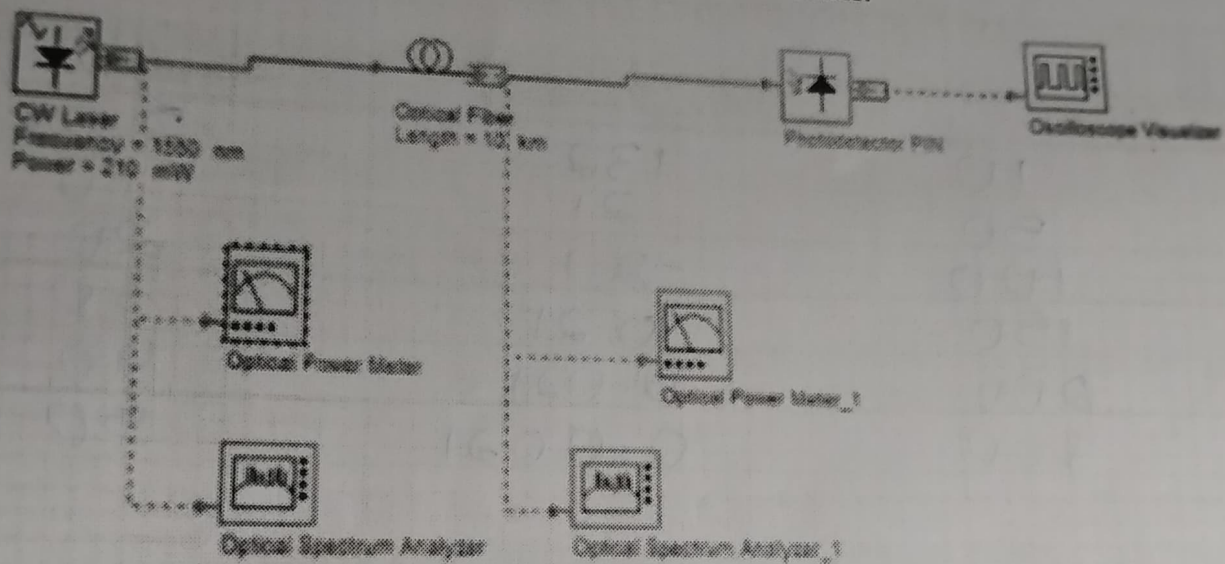 CW Laser
Frequency = 1550 nm
Power = 210 mW
Optical Fiber
Length = 10 km
Photodetector PIN
Oscilloscope Visualizer
Optical Power Meter
Optical Power Meter_1
Optical Spectrum Analyzer
Optical Spectrum Analyzer_1